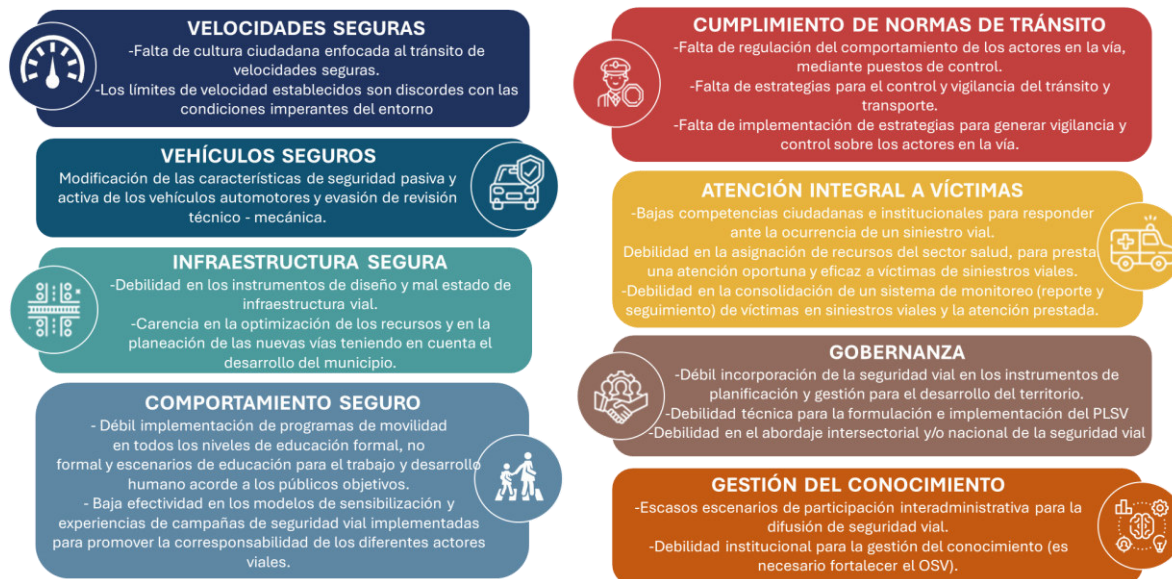 VELOCIDADES SEGURAS
-Falta de cultura ciudadana enfocada al tránsito de
velocidades seguras.
-Los límites de velocidad establecidos son discordes con las
condiciones imperantes del entorno
VEHÍCULOS SEGUROS
Modificación de las características de seguridad pasiva y
activa de los vehículos automotores y evasión de revisión
técnico - mecánica.
INFRAESTRUCTURA SEGURA
-Debilidad en los instrumentos de diseño y mal estado de
infraestructura vial.
-Carencia en la optimización de los recursos y en la
planeación de las nuevas vías teniendo en cuenta el
desarrollo del municipio.
COMPORTAMIENTO SEGURO
- Débil implementación de programas de movilidad
en todos los niveles de educación formal, no
formal y escenarios de educación para el trabajo y desarrollo
humano acorde a los públicos objetivos.
- Baja efectividad en los modelos de sensibilización y
experiencias de campañas de seguridad vial implementadas
para promover la corresponsabilidad de los diferentes actores
viales.
CUMPLIMIENTO DE NORMAS DE TRÁNSITO
-Falta de regulación del comportamiento de los actores en la vía,
mediante puestos de control.
-Falta de estrategias para el control y vigilancia del tránsito y
transporte.
-Falta de implementación de estrategias para generar vigilancia y
control sobre los actores en la vía.
ATENCIÓN INTEGRAL A VÍCTIMAS
-Bajas competencias ciudadanas e institucionales para responder
ante la ocurrencia de un siniestro vial.
Debilidad en la asignación de recursos del sector salud, para presta
una atención oportuna y eficaz a víctimas de siniestros viales.
-Debilidad en la consolidación de un sistema de monitoreo (reporte y
seguimiento) de víctimas en siniestros viales y la atención prestada.
GOBERNANZA
-Débil incorporación de la seguridad vial en los instrumentos de
planificación y gestión para el desarrollo del territorio.
-Debilidad técnica para la formulación e implementación del PLSV
-Debilidad en el abordaje intersectorial y/o nacional de la seguridad vial
GESTIÓN DEL CONOCIMIENTO
-Escasos escenarios de participación interadministrativa para la
difusión de seguridad vial.
-Debilidad institucional para la gestión del conocimiento (es
necesario fortalecer el OSV).